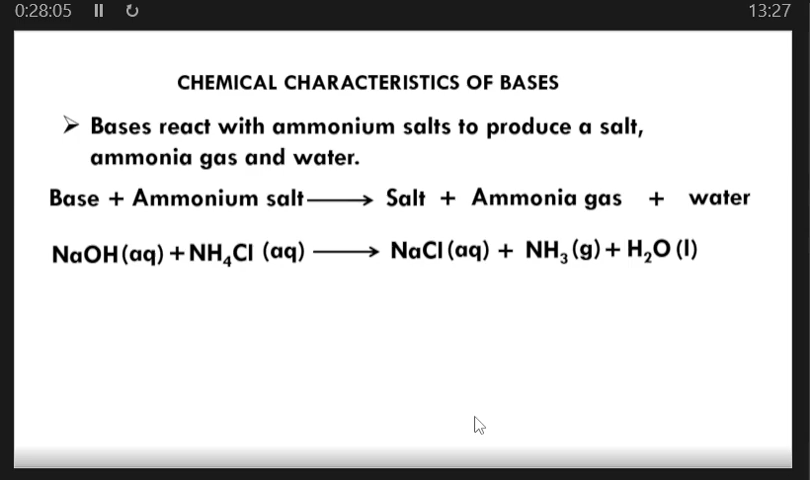 0:28:05 13:27
CHEMICAL CHARACTERISTICS OF BASES
➢ Bases react with ammonium salts to produce a salt,
ammonia gas and water.
Base + Ammonium salt ⟶ Salt + Ammonia gas + water
NaOH (aq) + NH₄Cl (aq) ⟶ NaCl (aq) + NH₃ (g) + H₂O (l)